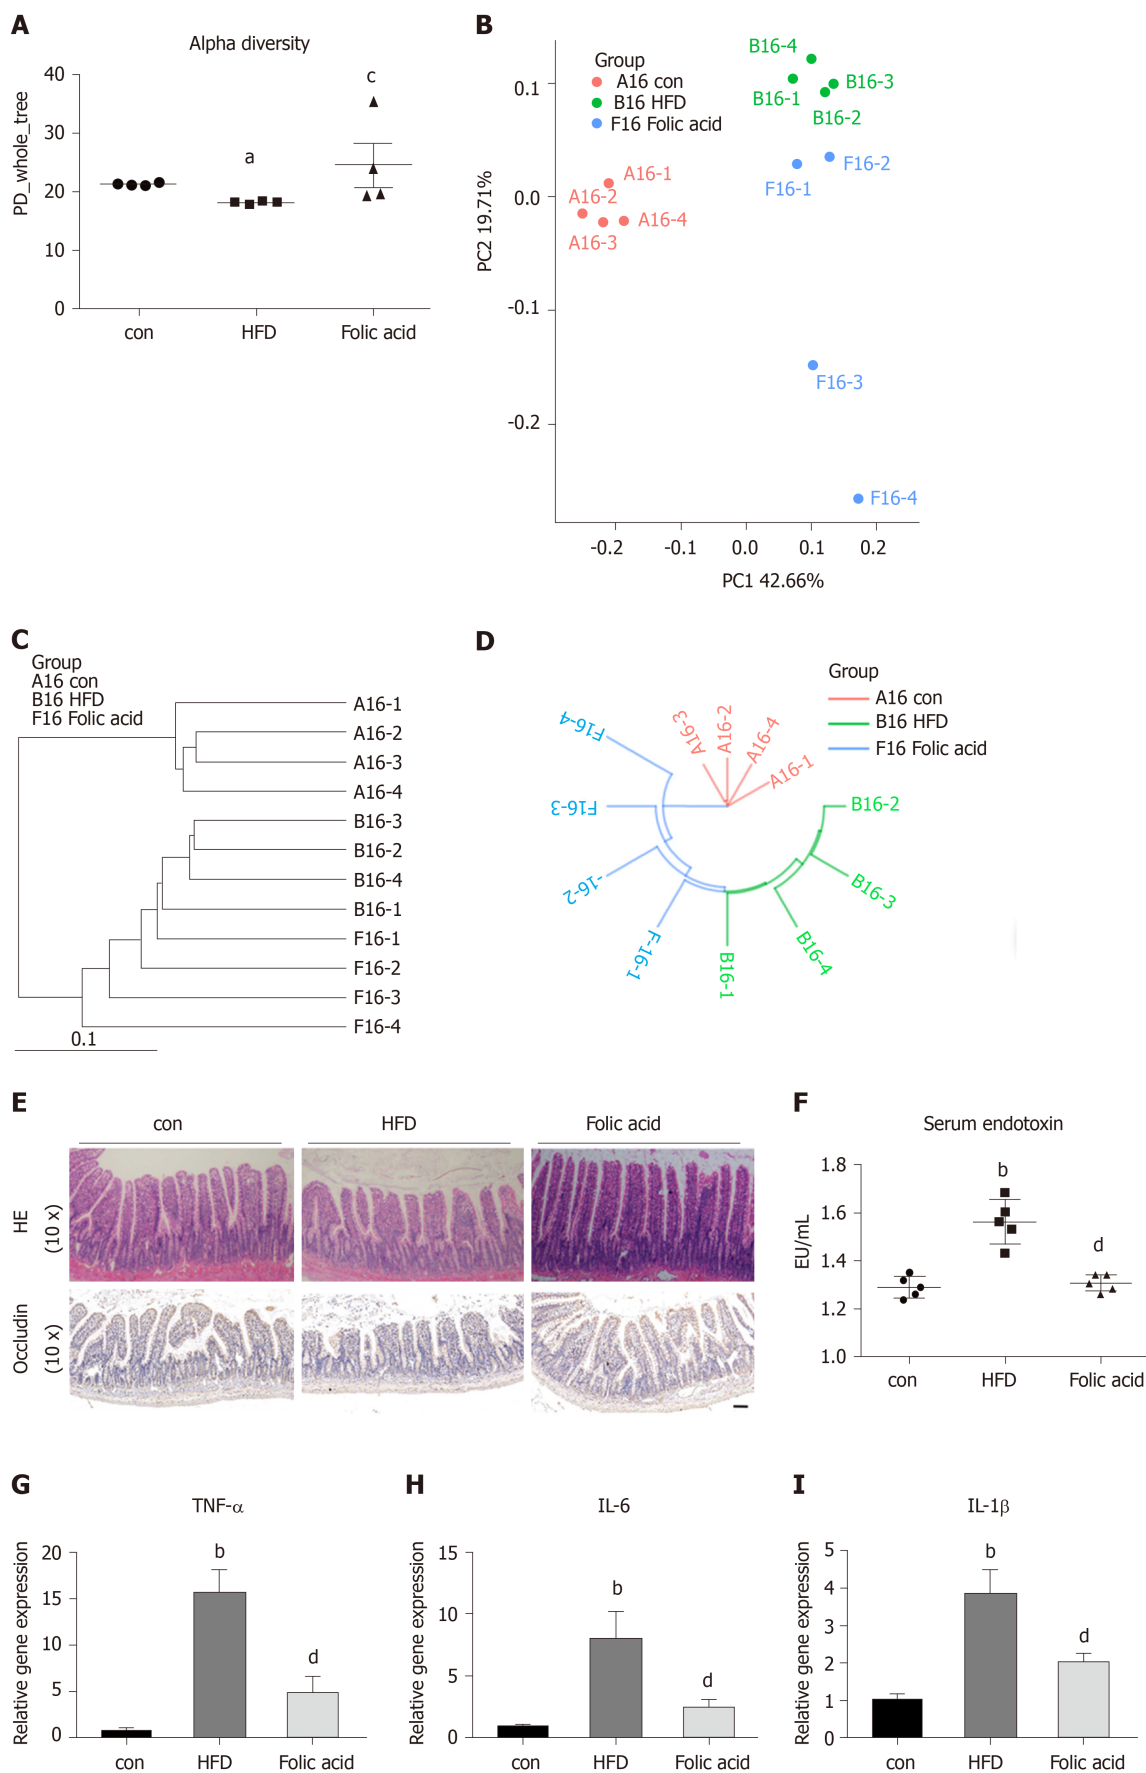 A
Alpha diversity
PD_whole_tree
40
30
20
10
0
a
c
con
HFD
Folic acid
B
Group
A16 con
B16 HFD
F16 Folic acid
PC2 19.71%
0.1
0.0
-0.1
-0.2
B16-4
B16-3
B16-1
B16-2
F16-2
F16-1
A16-1
A16-2
A16-4
A16-3
F16-3
F16-4
-0.2
-0.1
0.0
0.1
0.2
PC1 42.66%
C
Group
A16 con
B16 HFD
F16 Folic acid
A16-1
A16-2
A16-3
A16-4
B16-3
B16-2
B16-4
B16-1
F16-1
F16-2
F16-3
F16-4
0.1
D
Group
A16 con
B16 HFD
F16 Folic acid
F16-4
A16-3
A16-2
A16-4
A16-1
F16-3
B16-2
-16-2
B16-3
F-16-1
B16-1
B16-4
E
con
HFD
Folic acid
HE
(10 x)
Occludin
(10 x)
F
Serum endotoxin
EU/mL
1.8
1.6
1.4
1.2
1.0
b
d
con
HFD
Folic acid
G
TNF-α
Relative gene expression
20
15
10
5
0
b
d
con
HFD
Folic acid
H
IL-6
Relative gene expression
15
10
5
0
b
d
con
HFD
Folic acid
I
IL-1β
Relative gene expression
5
4
3
2
1
0
b
d
con
HFD
Folic acid